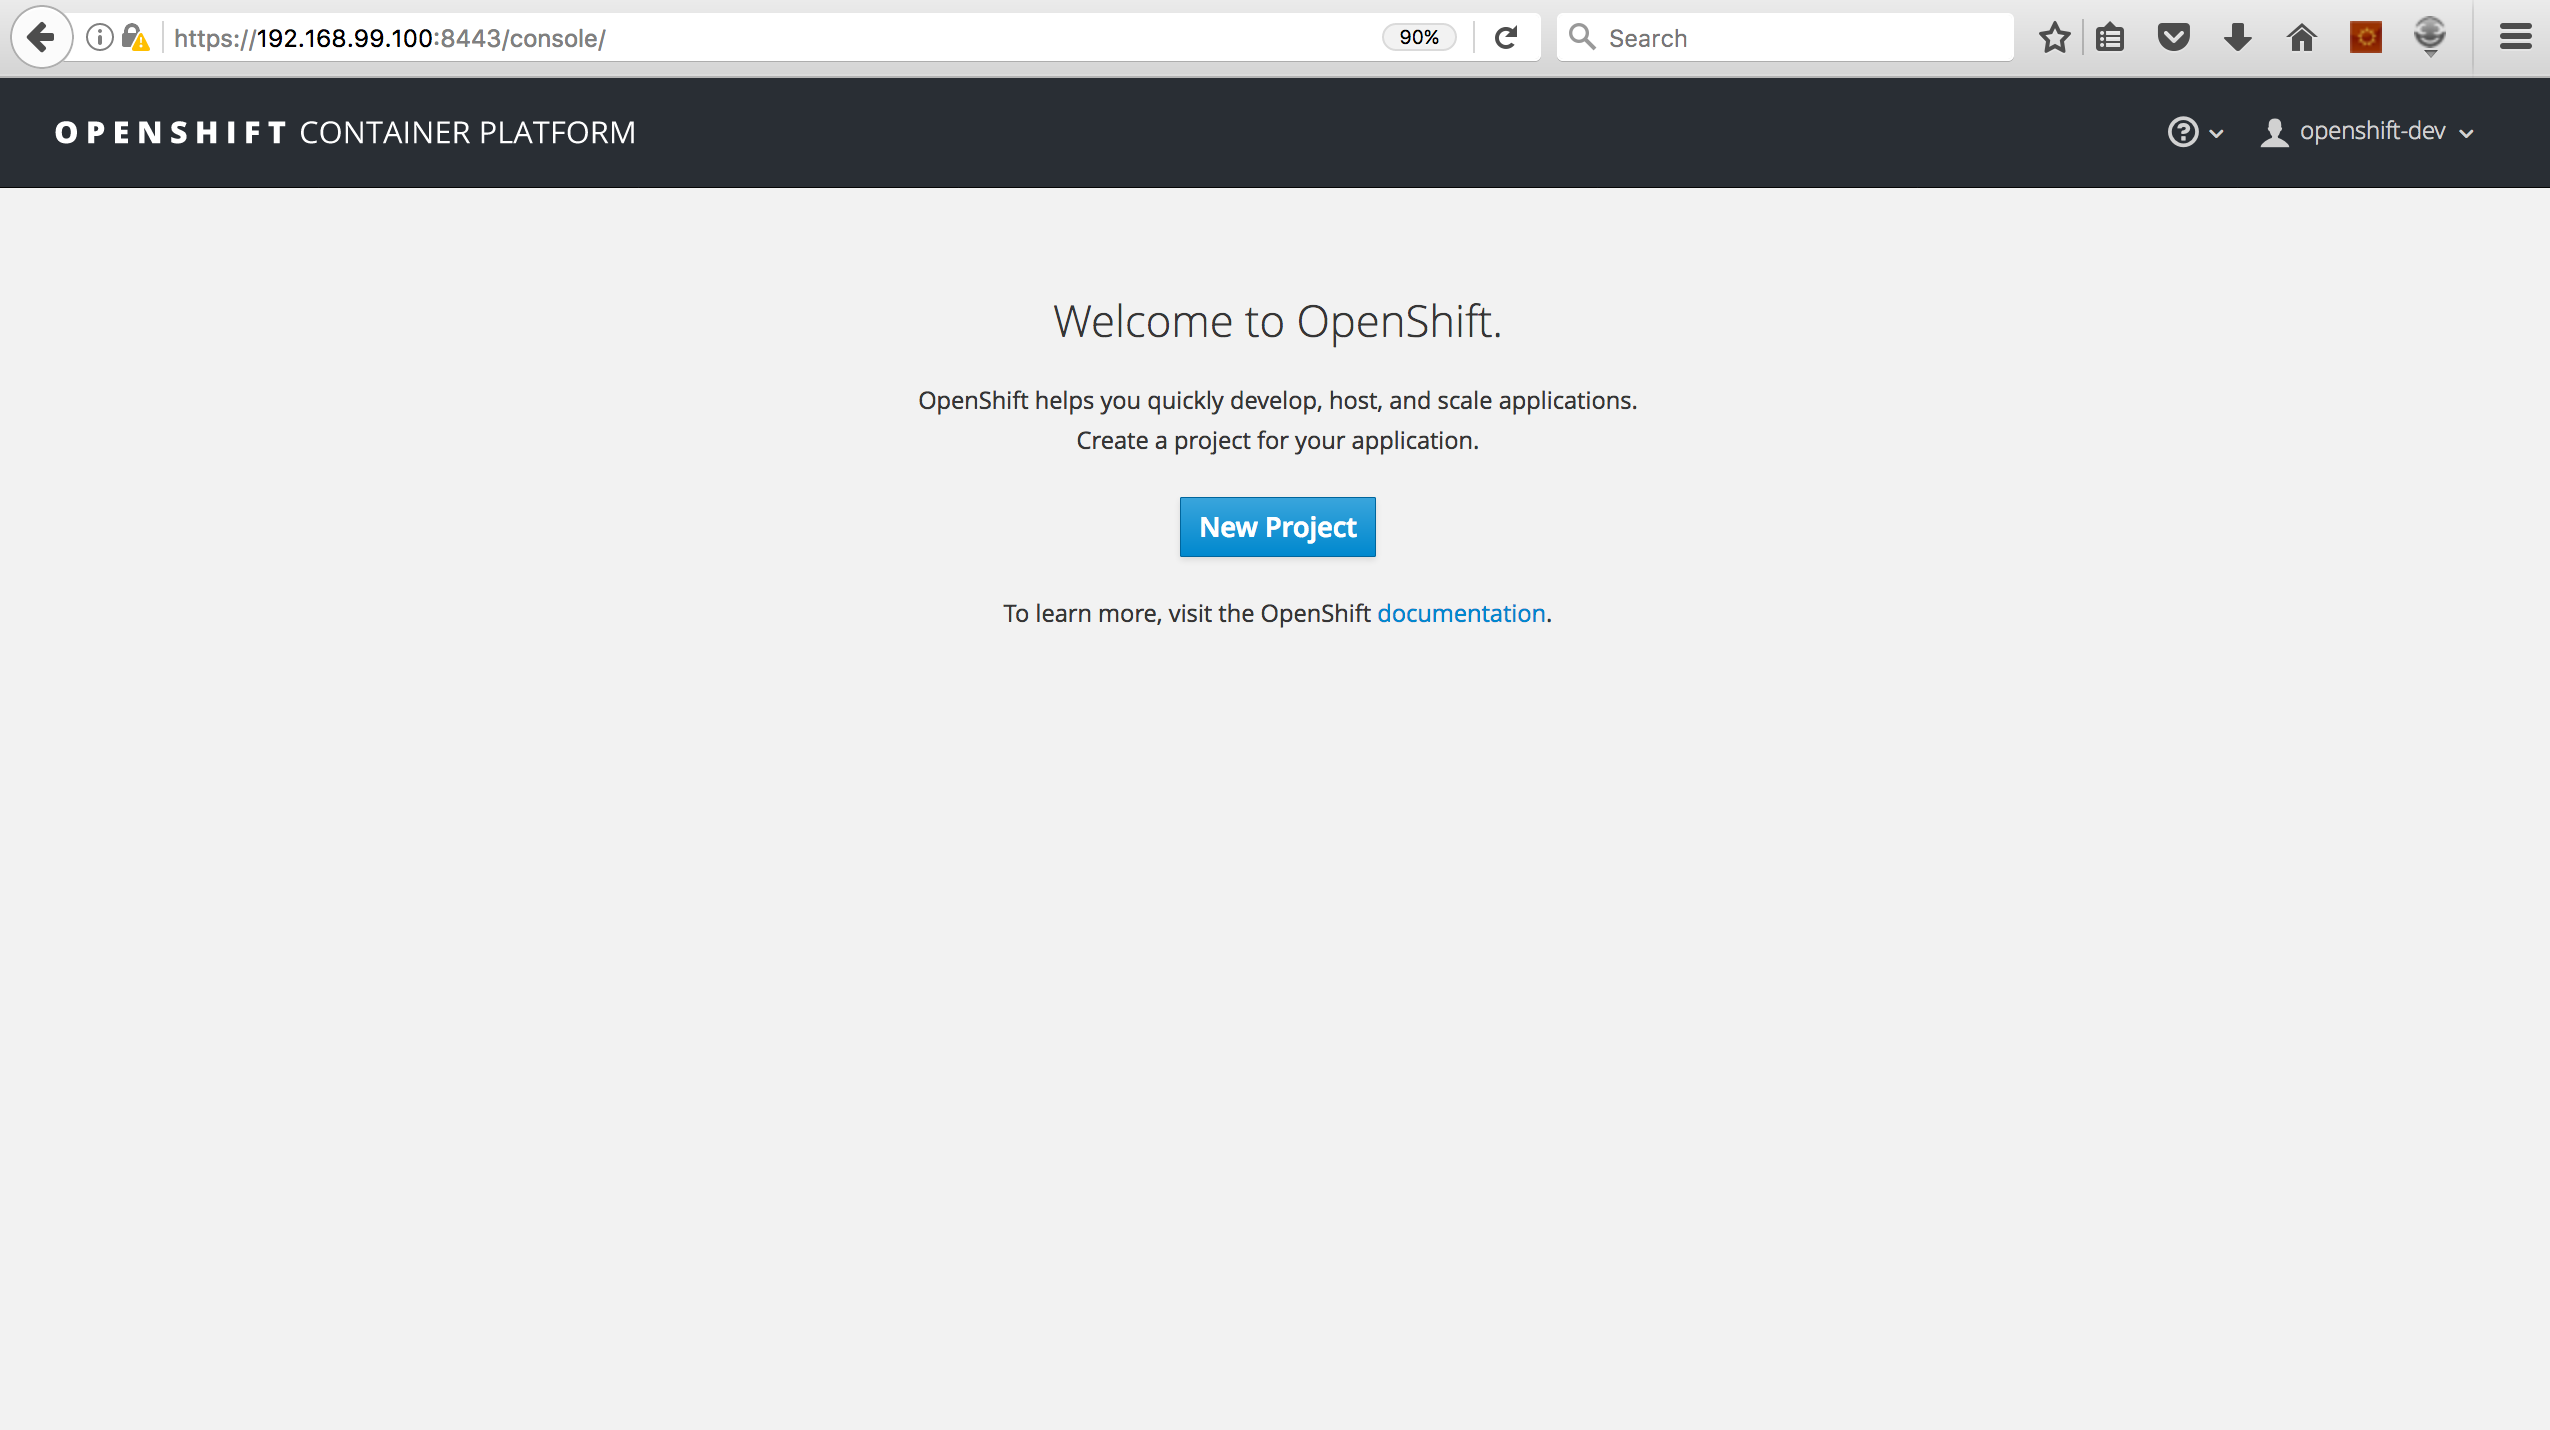 https://192.168.99.100:8443/console/ 90% Search
OPENSHIFT CONTAINER PLATFORM openshift-dev
Welcome to OpenShift.
OpenShift helps you quickly develop, host, and scale applications.
Create a project for your application.
New Project
To learn more, visit the OpenShift documentation.